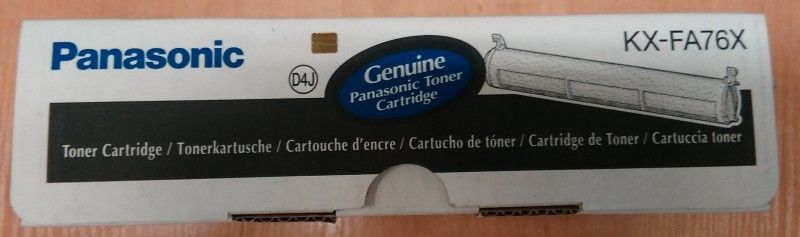 Panasonic
D4J
Genuine
Panasonic Toner
Cartridge
KX-FA76X
Toner Cartridge / Tonerkartusche / Cartouche d'encre / Cartucho de tóner / Cartridge de Toner / Cartuccia toner